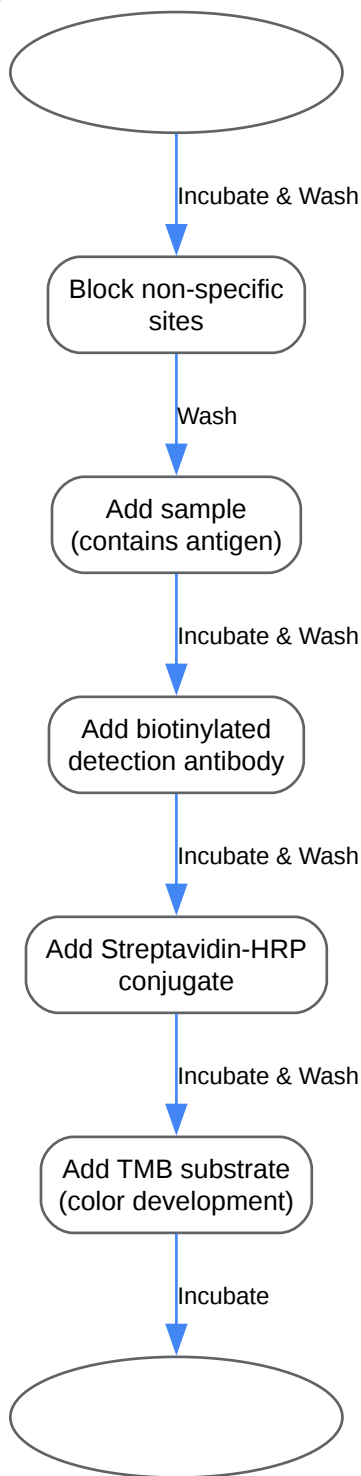 Incubate & Wash
Block non-specific
sites
Wash
Add sample
(contains antigen)
Incubate & Wash
Add biotinylated
detection antibody
Incubate & Wash
Add Streptavidin-HRP
conjugate
Incubate & Wash
Add TMB substrate
(color development)
Incubate